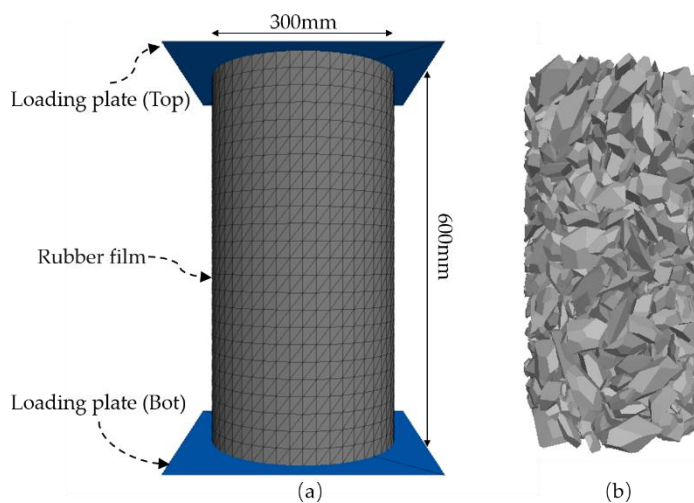 300mm
Loading plate (Top)
600mm
Rubber film
Loading plate (Bot)
(a)
(b)